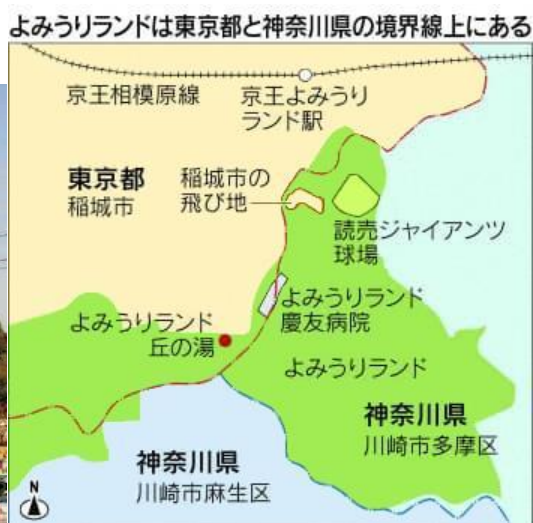 よみうりランドは東京都と神奈川県の境界線上にある
京王相模原線
京王よみうり
ランド駅
東京都
稲城市
稲城市の
飛び地
読売ジャイアンツ
球場
よみうりランド
慶友病院
よみうりランド
丘の湯
よみうりランド
神奈川県
川崎市多摩区
神奈川県
川崎市麻生区
N